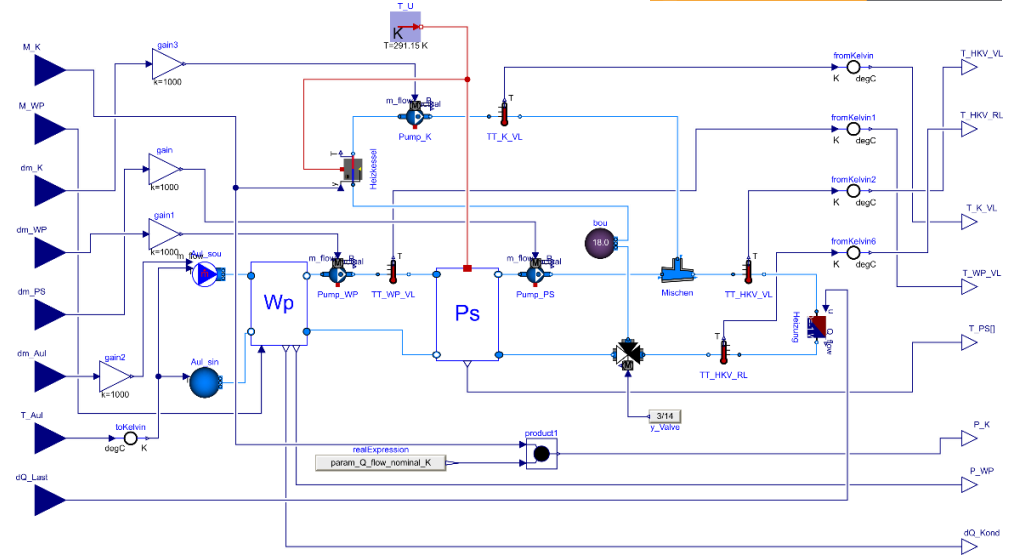 T_U
K
T=291.15 K
M_K
gain3
k=1000
fromKelvin
K
degC
T_HKV_VL
m_flow
Pump_K
T
TT_K_VL
M_WP
fromKelvin1
K
degC
T_HKV_RL
dm_K
gain
k=1000
T
y
Heizkessel
fromKelvin2
K
degC
T_K_VL
dm_WP
gain1
k=1000
bou
18.0
fromKelvin6
K
degC
Aul_sou
m_flow
m_flow
Pump_WP
T
TT_WP_VL
m_flow
Pump_PS
Mischen
T
TT_HKV_VL
T_WP_VL
dm_PS
Wp
Ps
Heizung
u
Q_flow
T_PS[]
dm_Aul
gain2
k=1000
Aul_sin
M
T
TT_HKV_RL
T_Aul
toKelvin
degC
K
3/14
y_Valve
product1
P_K
realExpression
param_Q_flow_nominal_K
P_WP
dQ_Last
dQ_Kond